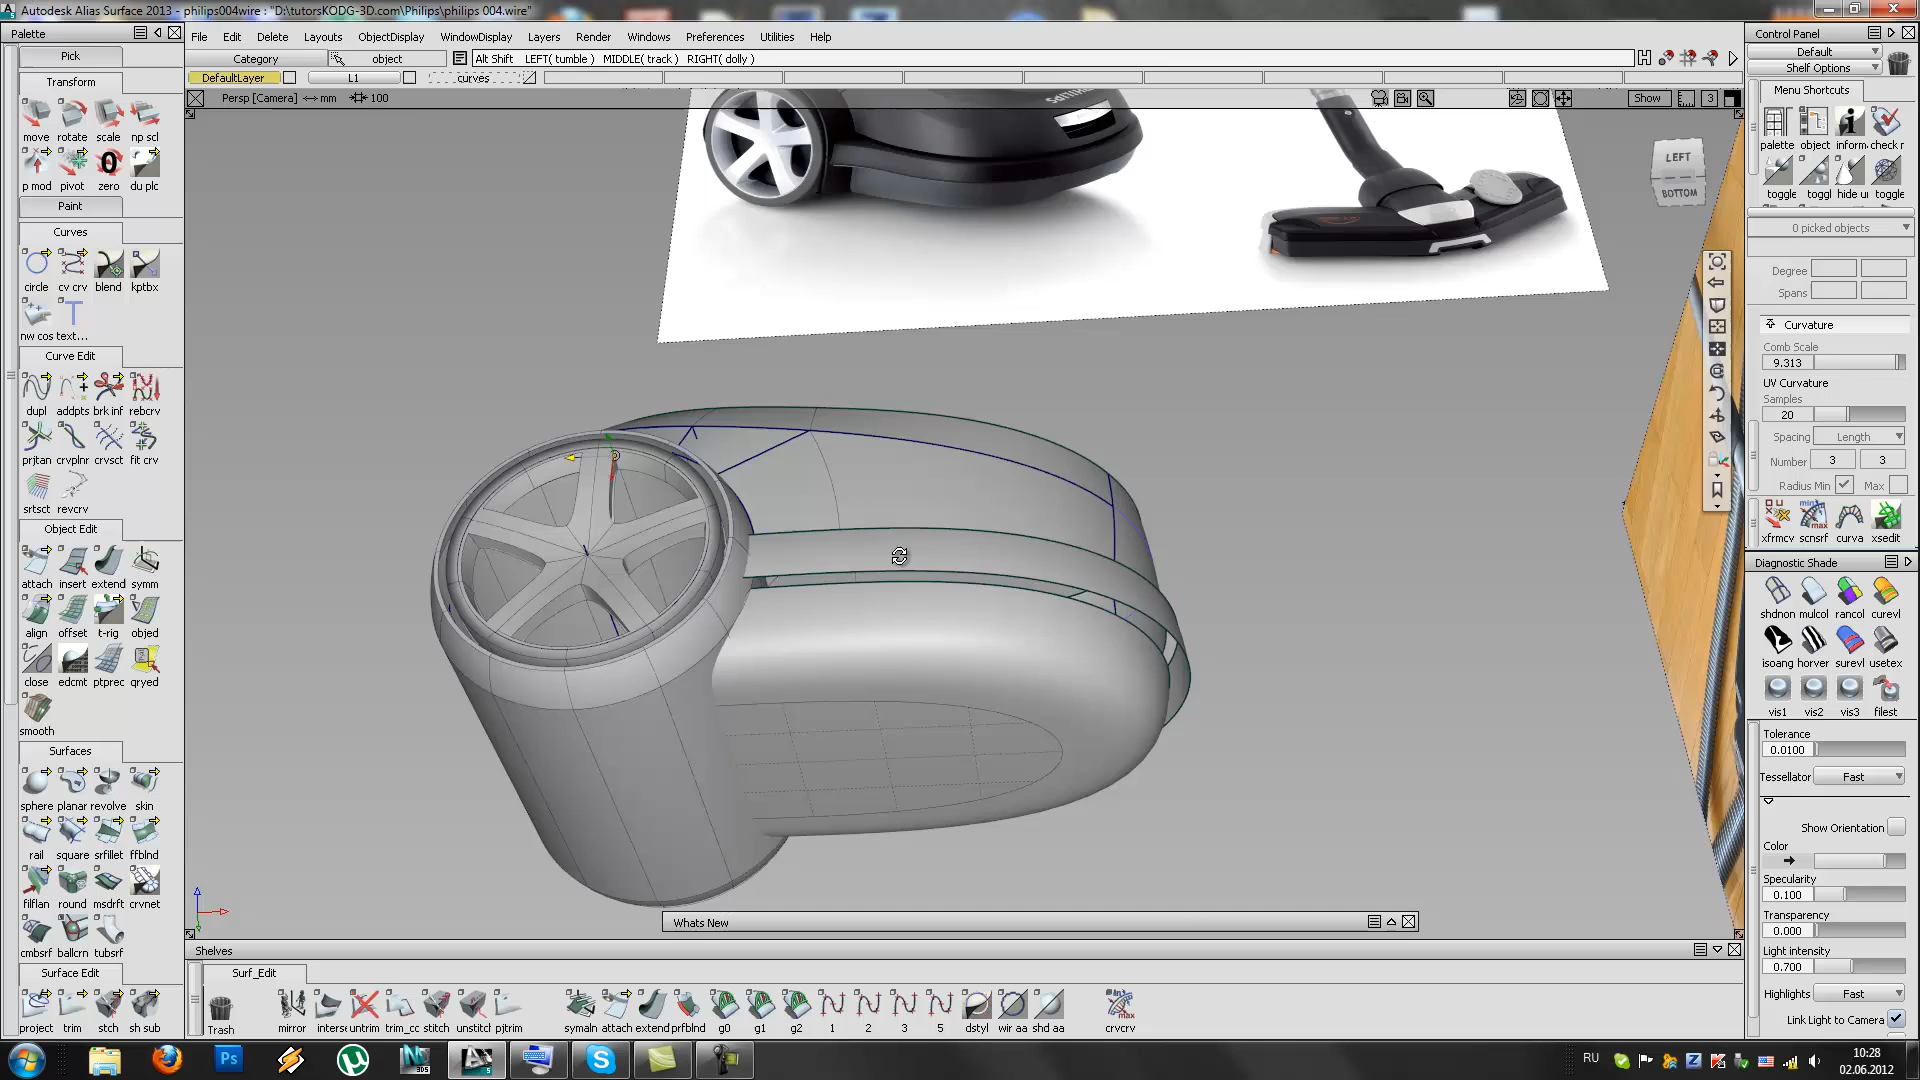 Autodesk Alias Surface 2013 - philips004wire : "D:\tutorsKODG-3D.com\Philips\philips 004.wire"
Palette
File Edit Delete Layouts ObjectDisplay WindowDisplay Layers Render Windows Preferences Utilities Help
Control Panel
Default
Shelf Options
Pick
Category object Alt Shift LEFT( tumble ) MIDDLE( track ) RIGHT( dolly )
DefaultLayer L1 curves
Persp [Camera] mm 100
Show 3
Menu Shortcuts
Transform
move rotate scale np scl
p mod pivot zero du plc
Paint
Curves
circle cv crv blend kptbx
nw cos text...
Curve Edit
dupl addpts brk inf rebcrv
prjtan crvplnr crvsct fit crv
srtsct revcrv
Object Edit
attach insert extend symm
align offset t-rig objed
close edcmt ptprec qryed
smooth
Surfaces
sphere planar revolve skin
rail square srfillet ffblnd
filflan round msdrft crvnet
cmbsrf ballcrn tubsrf
Surface Edit
project trim stch sh sub
PHILIPS
LEFT
BOTTOM
palette object inform check r
toggle toggl hide u toggle
0 picked objects
Degree
Spans
Curvature
Comb Scale
9.313
UV Curvature
Samples
20
Spacing Length
Number 3 3
Radius Min Max
xfrmcv scnsrf curva xsedit
Diagnostic Shade
shdnon mulcol rancol curevl
isoang horver surevl usetex
vis1 vis2 vis3 filest
Tolerance
0.0100
Tessellator Fast
Show Orientation
Color
Specularity
0.100
Transparency
0.000
Light intensity
0.700
Highlights Fast
Link Light to Camera
Whats New
Shelves
Surf_Edit
Trash mirror interse untrim trim_cc stitch unstitcl pjtrim symaln attach extend prfblnd g0 g1 g2 1 2 3 5 dstyl wir aa shd aa crvcrv
RU
10:28
02.06.2012